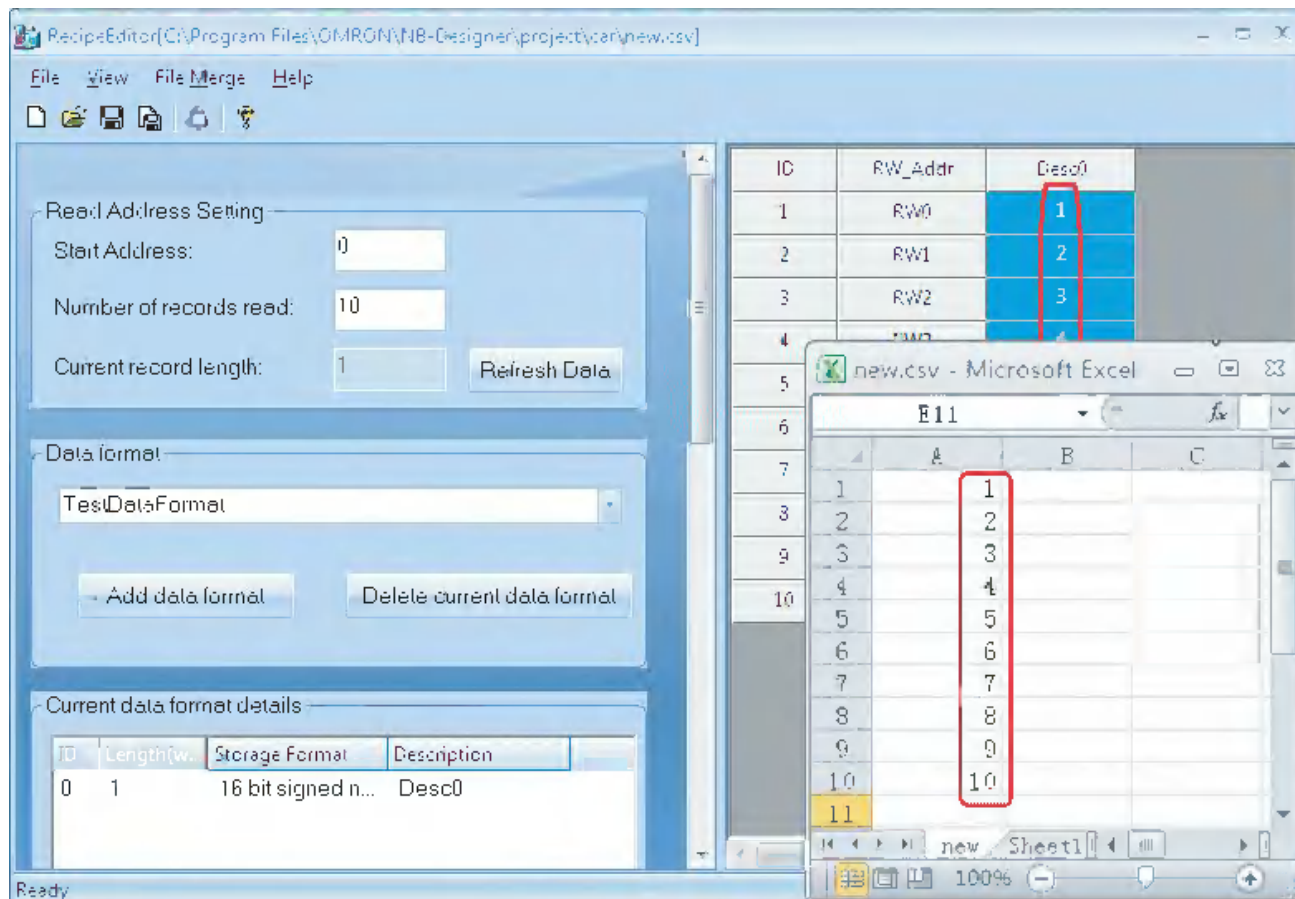 RecipeEditor[C:\Program Files\OMRON\NB-Designer\project\car\new.csv]
File View File Merge Help
Read Address Setting
Start Address: 0
Number of records read: 10
Current record length: 1 Refresh Data
Data format
TestDataFormat
Add data format Delete current data format
Current data format details
ID Length(w... Storage Format Description
0 1 16 bit signed n... Desc0
Ready
ID RW_Addr Desc0
1 RW0 1
2 RW1 2
3 RW2 3
4 RW3 4
5
6
7
8
9
10
new.csv - Microsoft Excel
E11 fx
A B C
1 1
2 2
3 3
4 4
5 5
6 6
7 7
8 8
9 9
10 10
11
new Sheet1
100%